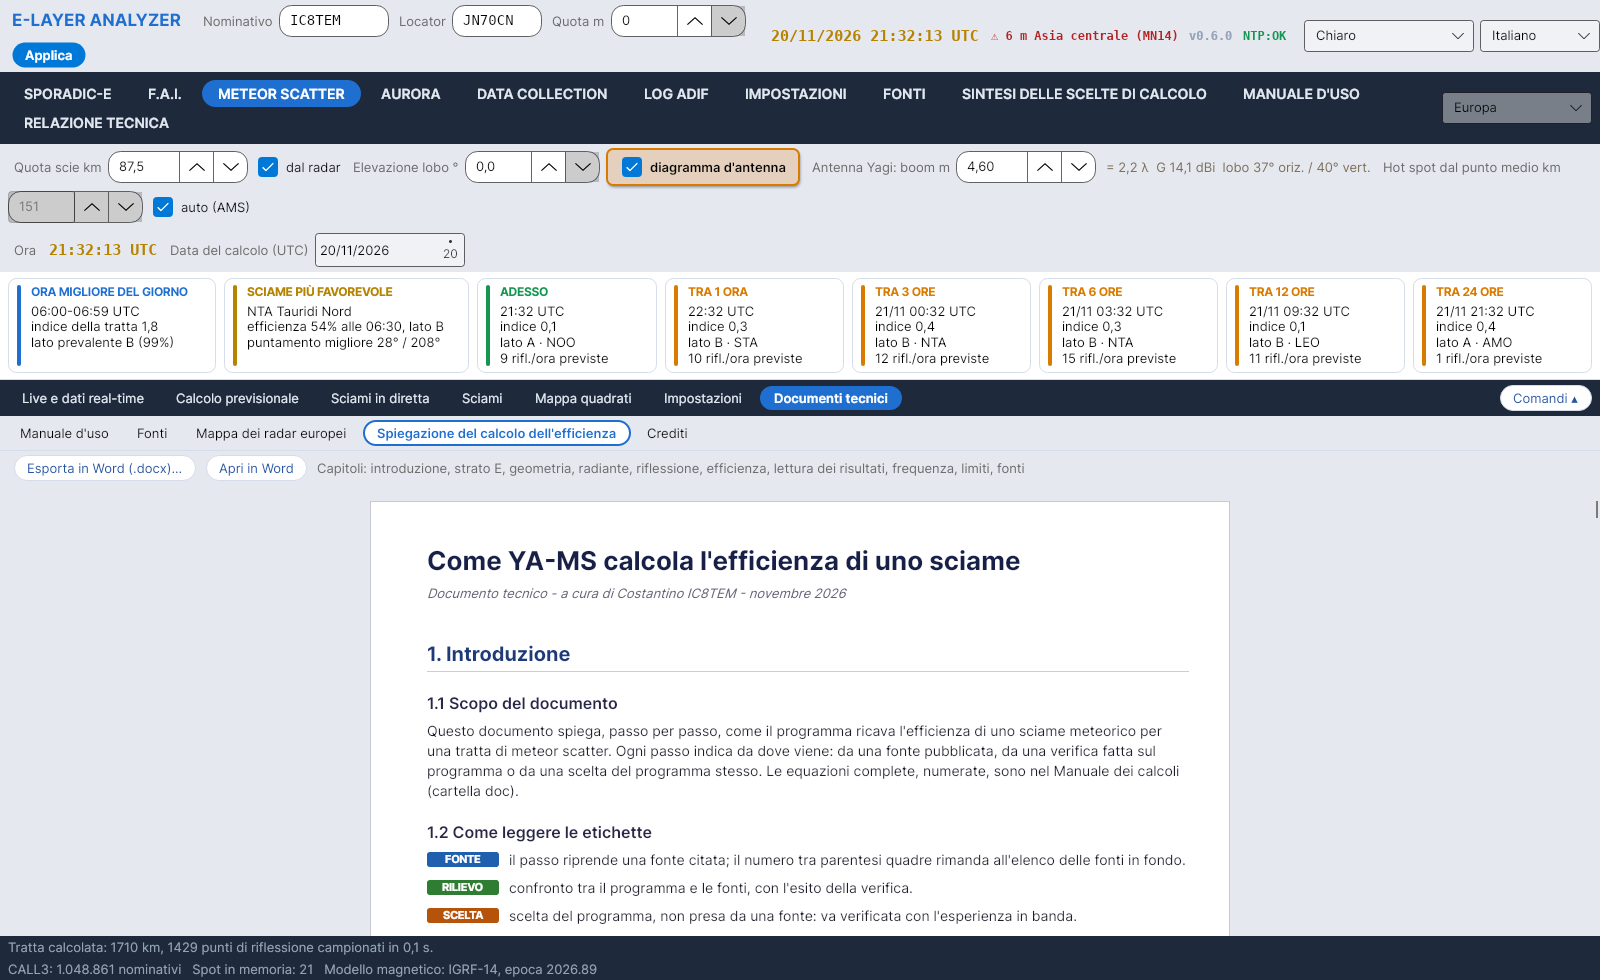 E-LAYER ANALYZER Nominativo IC8TEM Locator JN70CN Quota m 0
Applica
20/11/2026 21:32:13 UTC ⚠ 6 m Asia centrale (MN14) v0.6.0 NTP:OK Chiaro Italiano
SPORADIC-E F.A.I. METEOR SCATTER AURORA DATA COLLECTION LOG ADIF IMPOSTAZIONI FONTI SINTESI DELLE SCELTE DI CALCOLO MANUALE D'USO
RELAZIONE TECNICA
Europa
Quota scie km 87,5 dal radar Elevazione lobo ° 0,0 diagramma d'antenna Antenna Yagi: boom m 4,60 = 2,2 λ G 14,1 dBi lobo 37° oriz. / 40° vert. Hot spot dal punto medio km
151 auto (AMS)
Ora 21:32:13 UTC Data del calcolo (UTC) 20/11/2026 20
ORA MIGLIORE DEL GIORNO
06:00-06:59 UTC
indice della tratta 1,8
lato prevalente B (99%)
SCIAME PIÙ FAVOREVOLE
NTA Tauridi Nord
efficienza 54% alle 06:30, lato B
puntamento migliore 28° / 208°
ADESSO
21:32 UTC
indice 0,1
lato A · NOO
9 rifl./ora previste
TRA 1 ORA
22:32 UTC
indice 0,3
lato B · STA
10 rifl./ora previste
TRA 3 ORE
21/11 00:32 UTC
indice 0,4
lato B · NTA
12 rifl./ora previste
TRA 6 ORE
21/11 03:32 UTC
indice 0,3
lato B · NTA
15 rifl./ora previste
TRA 12 ORE
21/11 09:32 UTC
indice 0,1
lato B · LEO
11 rifl./ora previste
TRA 24 ORE
21/11 21:32 UTC
indice 0,4
lato A · AMO
1 rifl./ora previste
Live e dati real-time Calcolo previsionale Sciami in diretta Sciami Mappa quadrati Impostazioni Documenti tecnici Comandi ▴
Manuale d'uso Fonti Mappa dei radar europei Spiegazione del calcolo dell'efficienza Crediti
Esporta in Word (.docx)... Apri in Word Capitoli: introduzione, strato E, geometria, radiante, riflessione, efficienza, lettura dei risultati, frequenza, limiti, fonti
Come YA-MS calcola l'efficienza di uno sciame
Documento tecnico - a cura di Costantino IC8TEM - novembre 2026
1. Introduzione
1.1 Scopo del documento
Questo documento spiega, passo per passo, come il programma ricava l'efficienza di uno sciame meteorico per
una tratta di meteor scatter. Ogni passo indica da dove viene: da una fonte pubblicata, da una verifica fatta sul
programma o da una scelta del programma stesso. Le equazioni complete, numerate, sono nel Manuale dei calcoli
(cartella doc).
1.2 Come leggere le etichette
FONTE il passo riprende una fonte citata; il numero tra parentesi quadre rimanda all'elenco delle fonti in fondo.
RILIEVO confronto tra il programma e le fonti, con l'esito della verifica.
SCELTA scelta del programma, non presa da una fonte: va verificata con l'esperienza in banda.
Tratta calcolata: 1710 km, 1429 punti di riflessione campionati in 0,1 s.
CALL3: 1.048.861 nominativi Spot in memoria: 21 Modello magnetico: IGRF-14, epoca 2026.89